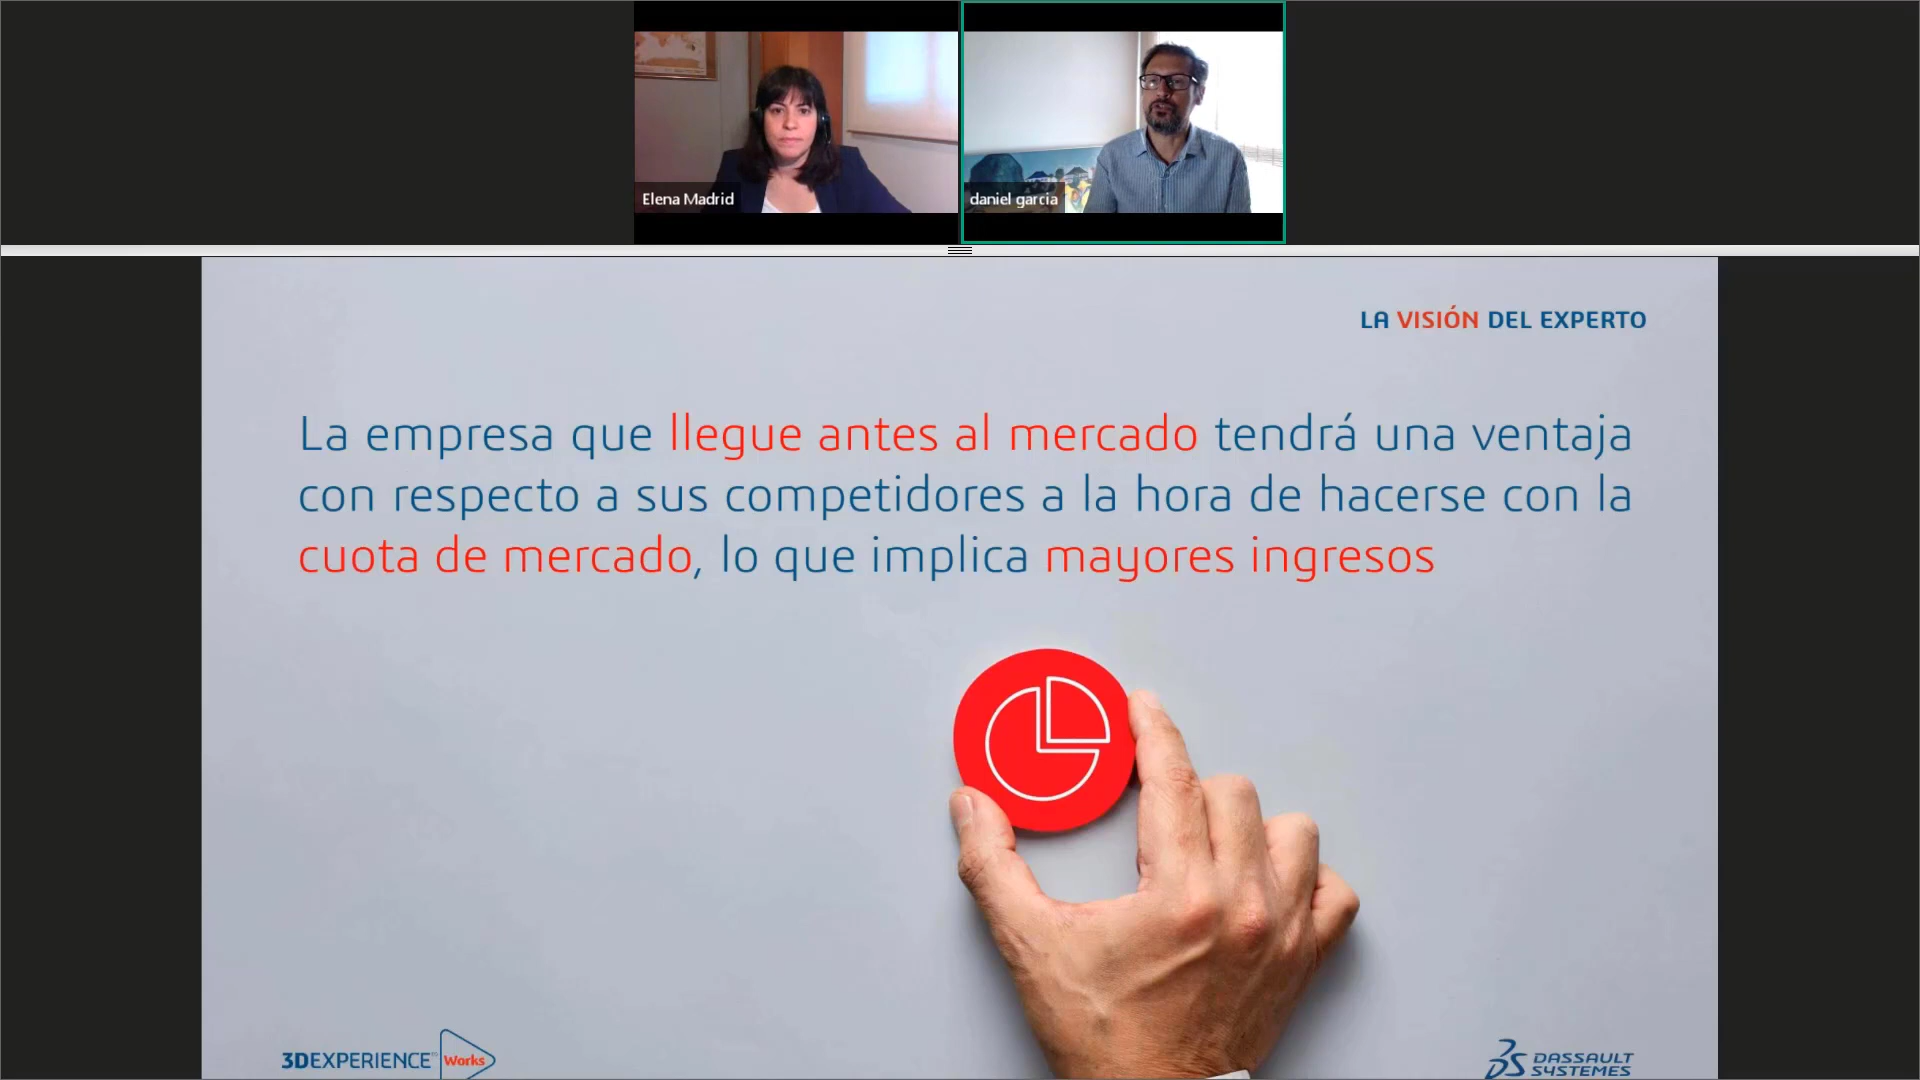 Elena Madrid
daniel garcia
LA VISIÓN DEL EXPERTO
La empresa que llegue antes al mercado tendrá una ventaja
con respecto a sus competidores a la hora de hacerse con la
cuota de mercado, lo que implica mayores ingresos
3DEXPERIENCE Works
DASSAULT
SYSTEMES